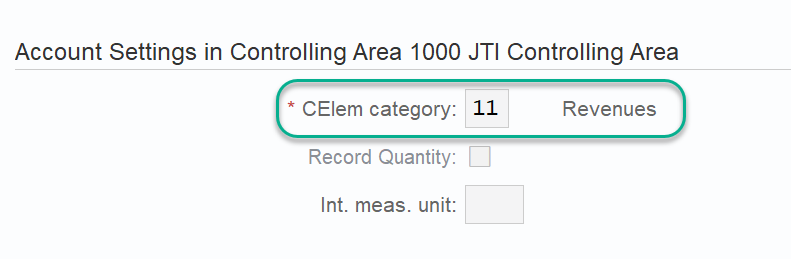 Account Settings in Controlling Area 1000 JTI Controlling Area
* CElem category: 11 Revenues
Record Quantity:
Int. meas. unit: